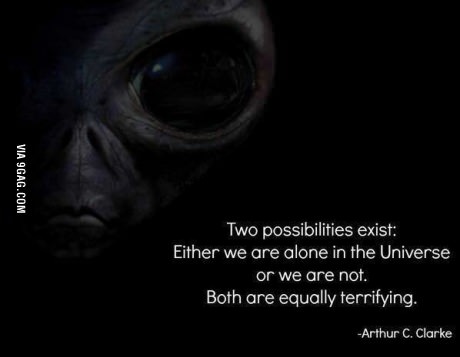 VIA 9GAG.COM
Two possibilities exist:
Either we are alone in the Universe
or we are not.
Both are equally terrifying.
-Arthur C. Clarke